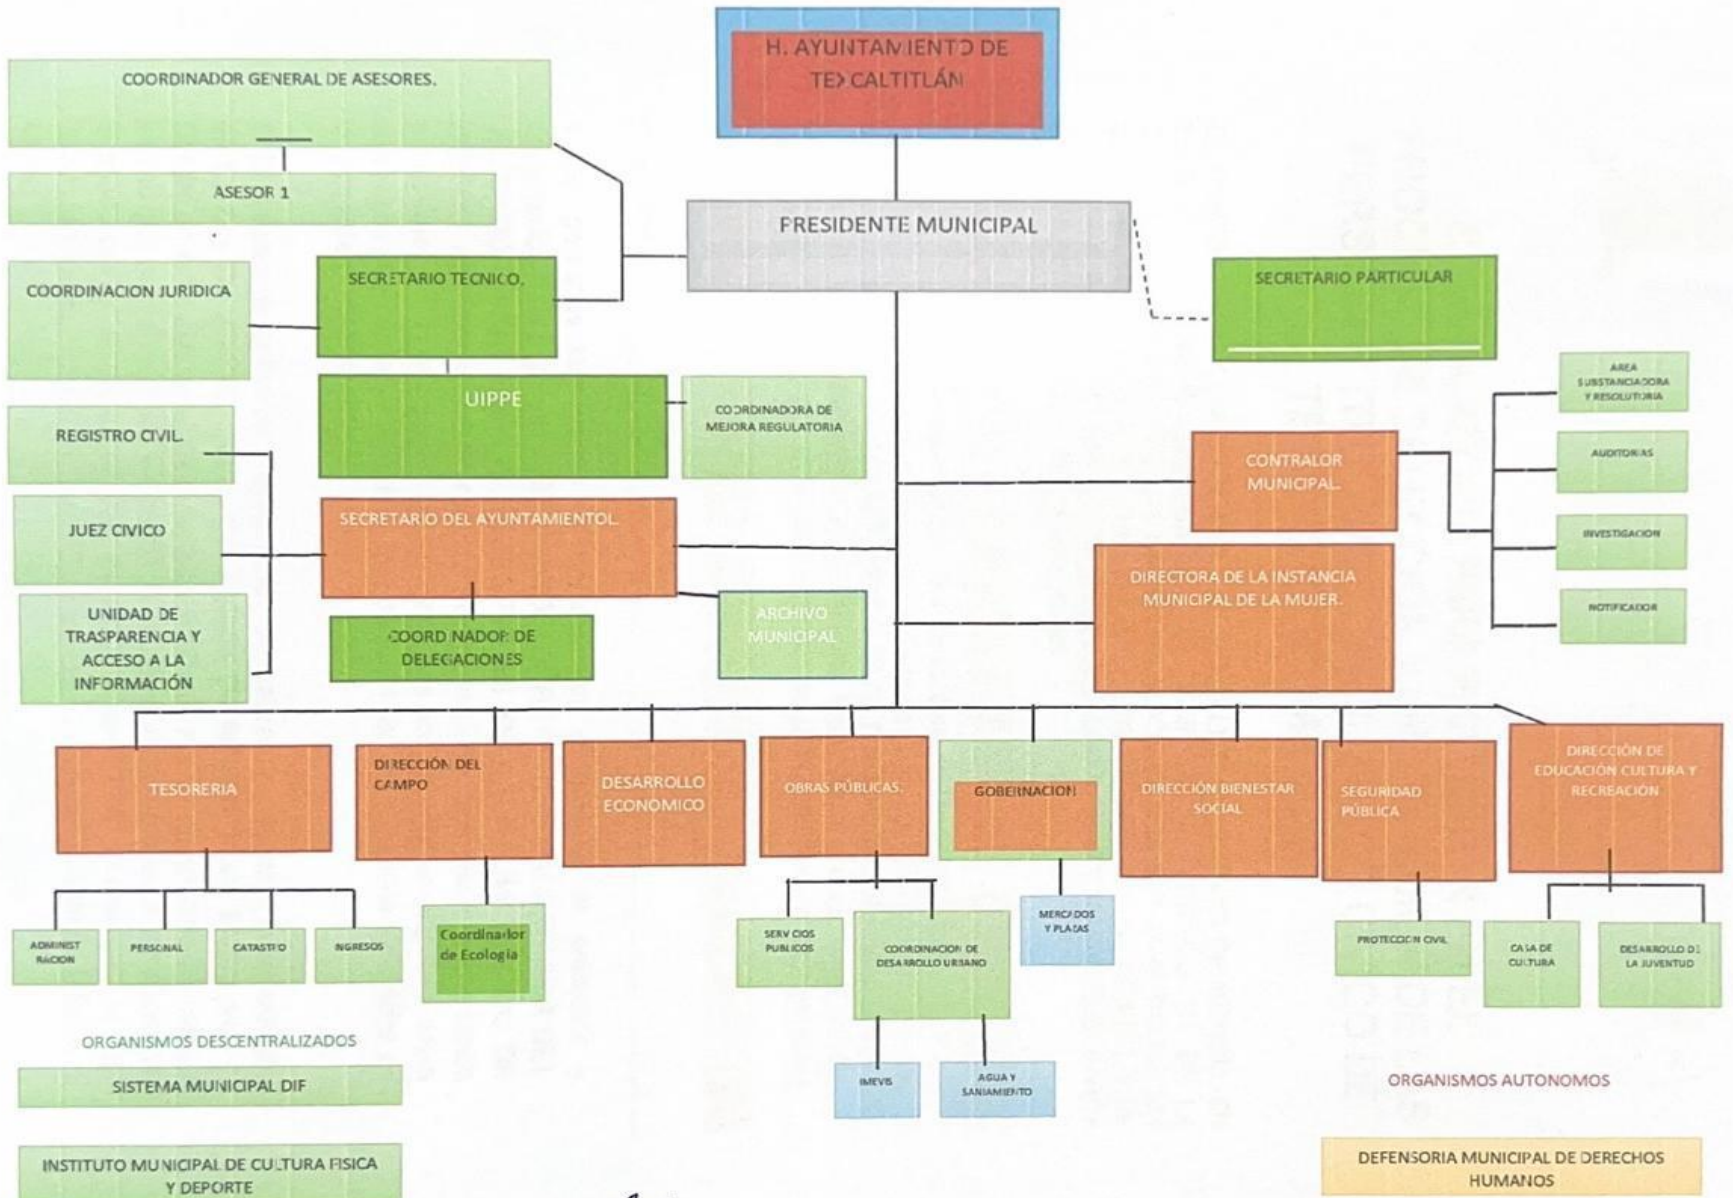 H. AYUNTAMIENTO DE
TEXCALTITLÁN
COORDINADOR GENERAL DE ASESORES.
ASESOR 1
PRESIDENTE MUNICIPAL
COORDINACION JURIDICA
SECRETARIO TECNICO.
SECRETARIO PARTICULAR
UIPPE
COORDINADORA DE
MEJORA REGULATORIA
REGISTRO CIVIL.
JUEZ CIVICO
UNIDAD DE
TRASPARENCIA Y
ACCESO A LA
INFORMACIÓN
SECRETARIO DEL AYUNTAMIENTOL.
COORDINADOR DE
DELEGACIONES
ARCHIVO
MUNICIPAL
CONTRALOR
MUNICIPAL.
AREA
SUBSTANCIADORA
Y RESOLUTORIA
AUDITORIAS
INVESTIGACION
NOTIFICADOR
DIRECTORA DE LA INSTANCIA
MUNICIPAL DE LA MUJER.
TESORERIA
DIRECCIÓN DEL
CAMPO
DESARROLLO
ECONÓMICO
OBRAS PÚBLICAS.
GOBERNACION
DIRECCIÓN BIENESTAR
SOCIAL
SEGURIDAD
PÚBLICA
DIRECCIÓN DE
EDUCACIÓN CULTURA Y
RECREACIÓN
ADMINIST
RACION
PERSONAL
CATASTRO
INGRESOS
Coordinador
de Ecología
SERVICIOS
PUBLICOS
COORDINACION DE
DESARROLLO URBANO
MERCADOS
Y PLAZAS
PROTECCION CIVIL
CASA DE
CULTURA
DESARROLLO DE
LA JUVENTUD
IMEVIS
AGUA Y
SANIAMIENTO
ORGANISMOS DESCENTRALIZADOS
SISTEMA MUNICIPAL DIF
INSTITUTO MUNICIPAL DE CULTURA FISICA
Y DEPORTE
ORGANISMOS AUTONOMOS
DEFENSORIA MUNICIPAL DE DERECHOS
HUMANOS